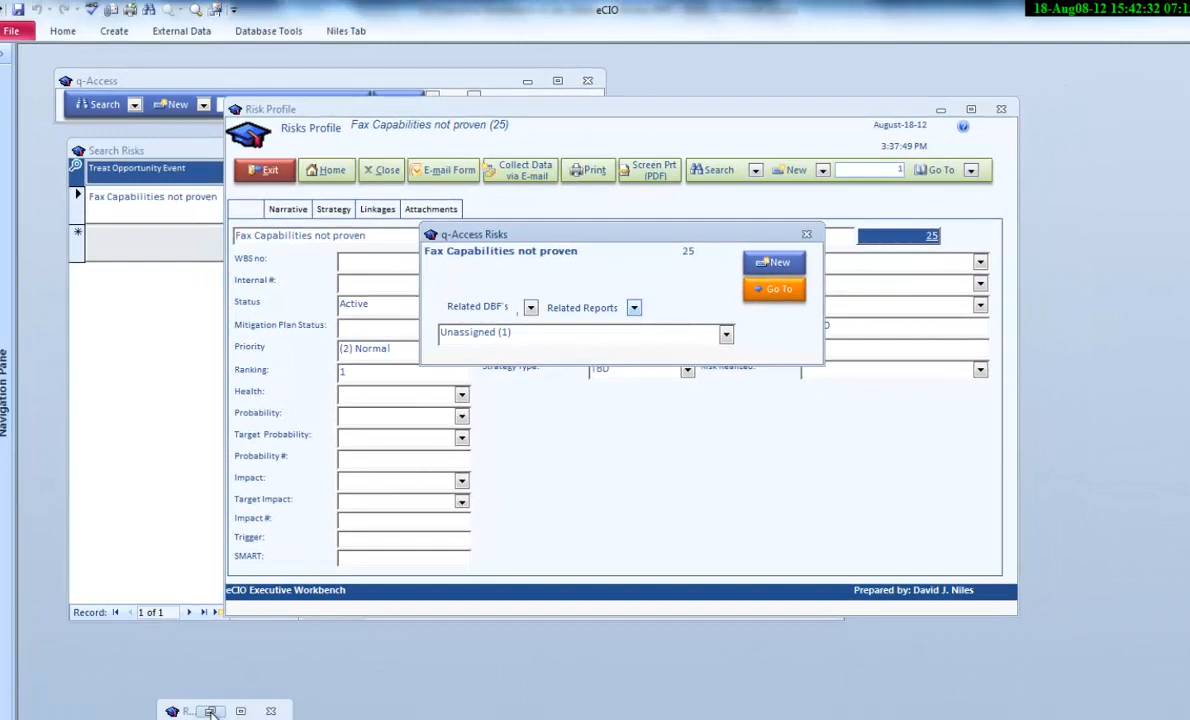 eCIO
18-Aug08-12 15:42:32 07:1
File Home Create External Data Database Tools Niles Tab
q-Access
Search New
Risk Profile
Risks Profile Fax Capabilities not proven (25) August-18-12
3:37:49 PM
Exit Home Close E-mail Form Collect Data via E-mail Print Screen Prt (PDF) Search New 1 Go To
Search Risks
Treat Opportunity Event
Fax Capabilities not proven
Narrative Strategy Linkages Attachments
Fax Capabilities not proven 25
WBS no:
Internal #:
Status Active
Mitigation Plan Status:
Priority (2) Normal
Ranking: 1
Health:
Probability:
Target Probability:
Probability #:
Impact:
Target Impact:
Impact #:
Trigger:
SMART:
q-Access Risks
Fax Capabilities not proven 25 New
Go To
Related DBF's Related Reports
Unassigned (1)
Strategy Type: TBD Risk Realized:
eCIO Executive Workbench Prepared by: David J. Niles
Record: 1 of 1
Navigation Pane
R...